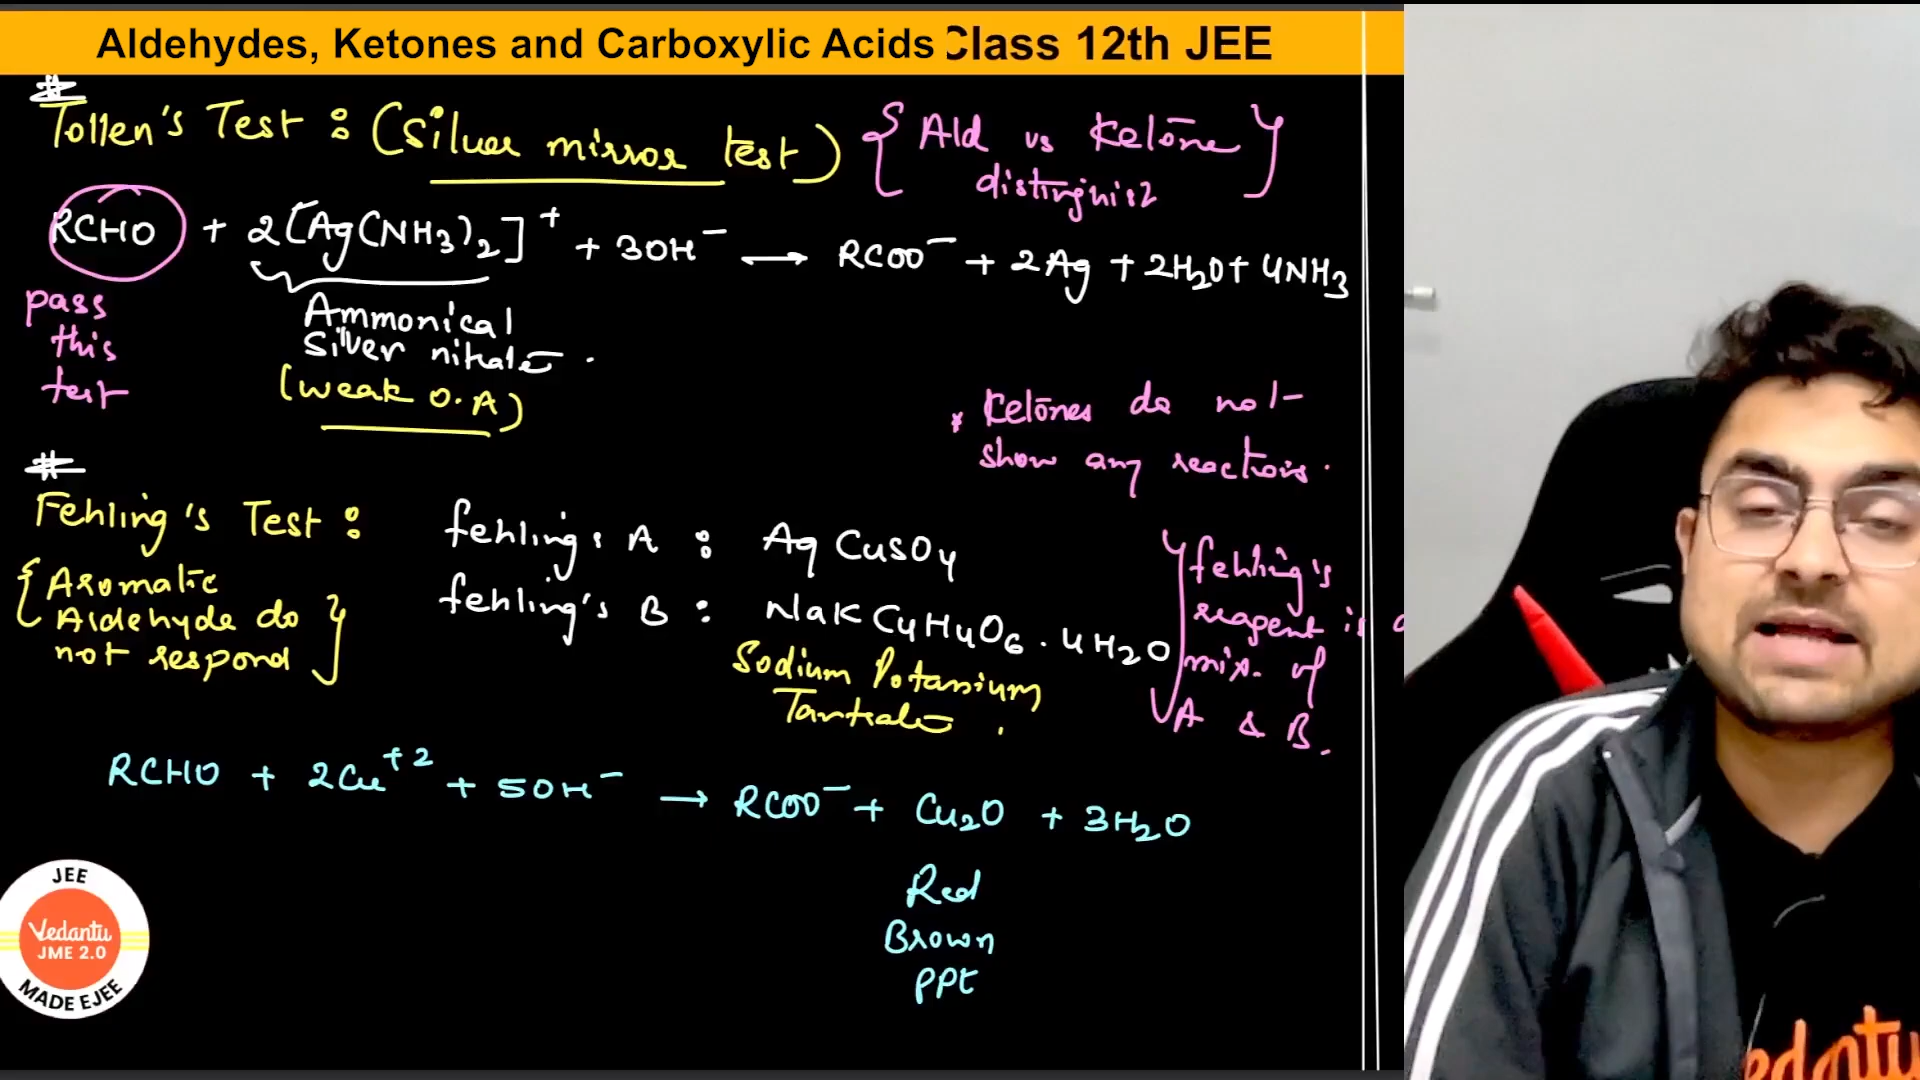 Aldehydes, Ketones and Carboxylic Acids Class 12th JEE
#
Tollen's Test : (Silver mirror test)
{ Ald vs Ketone
distinguish }
RCHO + 2[Ag(NH3)2]+ + 3OH− ⟶ RCOO− + 2Ag + 2H2O + 4NH3
pass
this
test
Ammonical
Silver nitrate .
(weak O.A)
* Ketones do not
show any reactions.
#
Fehling's Test :
{ Aromatic
Aldehyde do
not respond }
fehling's A : Aq CuSO4
fehling's B : NaK C4H4O6 . 4H2O
Sodium Potassium
Tartrate .
fehling's
reagent is a
mix. of
A & B.
RCHO + 2Cu+2 + 5OH− ⟶ RCOO− + Cu2O + 3H2O
Red
Brown
ppt
JEE
Vedantu
JME 2.0
MADE EJEE
edantu